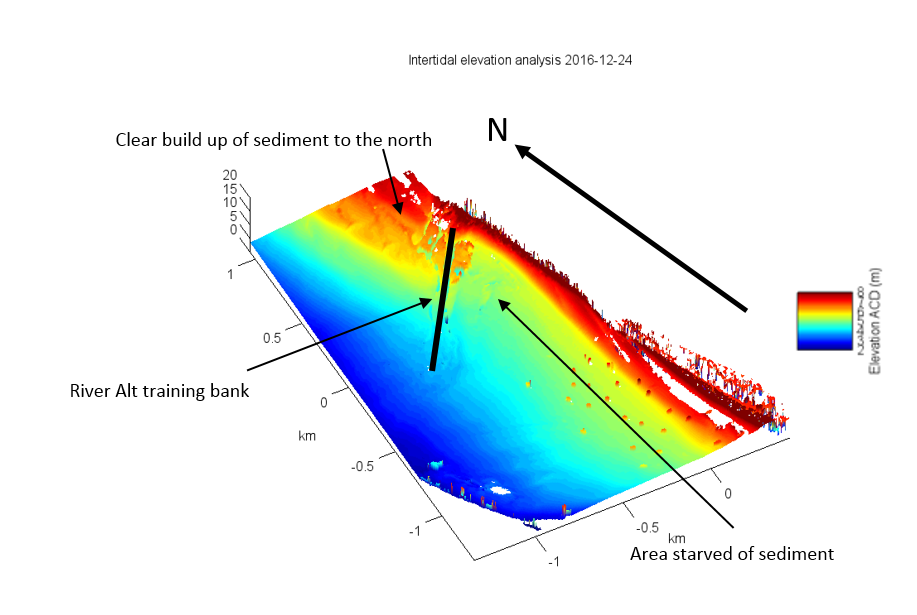 Intertidal elevation analysis 2016-12-24
N
Clear build up of sediment to the north
20
15
10
5
0
1
0.5
0
-0.5
-1
km
River Alt training bank
Elevation ACD (m)
0
-0.5
-1
km
Area starved of sediment